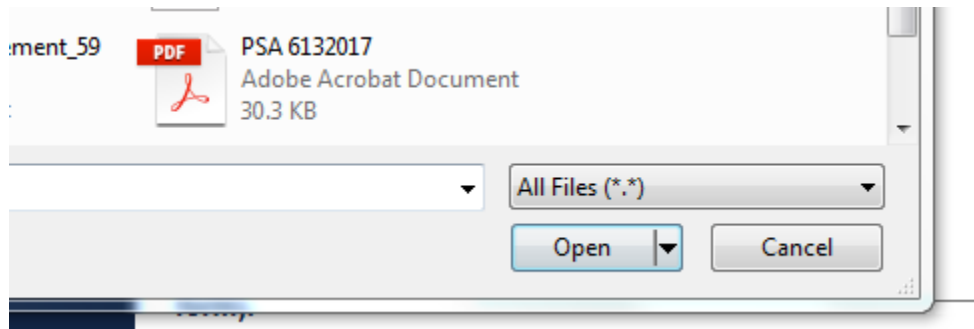 ement_59
PDF
PSA 6132017
Adobe Acrobat Document
30.3 KB
All Files (*.*)
Open
Cancel